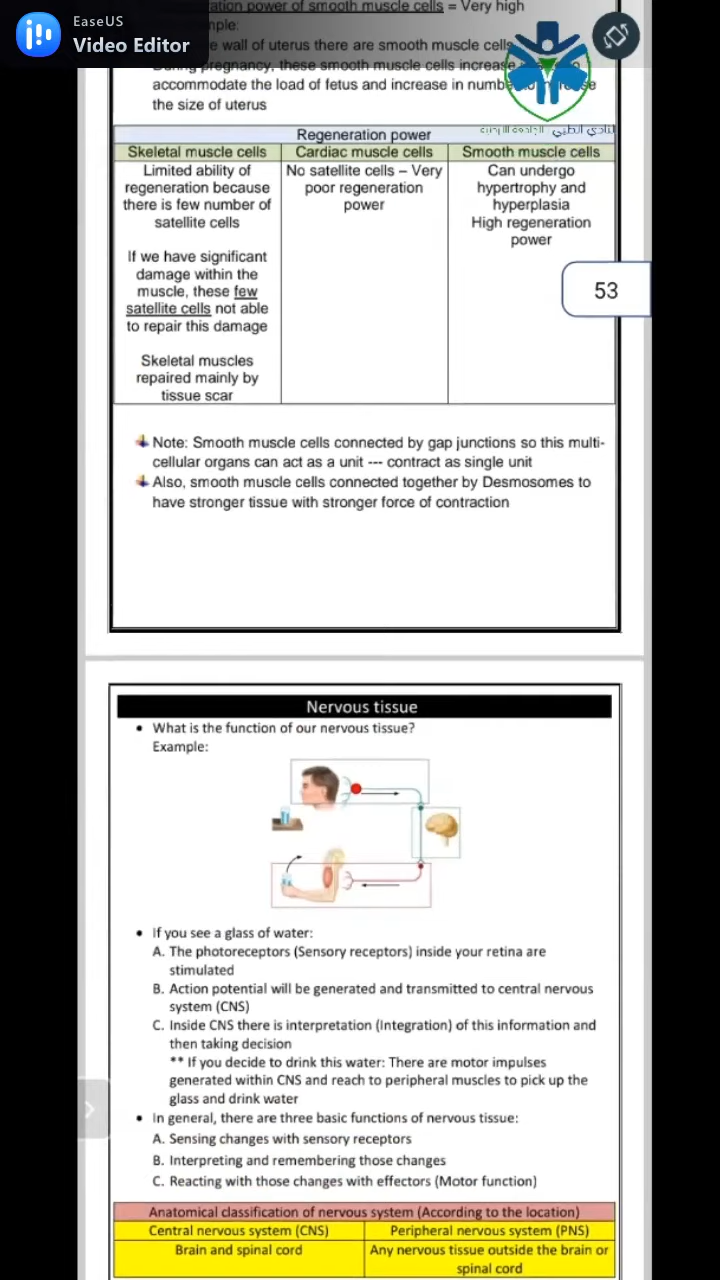 EaseUS
Video Editor
ation power of smooth muscle cells = Very high
mple:
e wall of uterus there are smooth muscle cells
During pregnancy, these smooth muscle cells increase
accommodate the load of fetus and increase in numbe
the size of uterus
النادي الطبي
Regeneration power
Skeletal muscle cells
Cardiac muscle cells
Smooth muscle cells
Limited ability of
regeneration because
there is few number of
satellite cells
If we have significant
damage within the
muscle, these few
satellite cells not able
to repair this damage
Skeletal muscles
repaired mainly by
tissue scar
No satellite cells – Very
poor regeneration
power
Can undergo
hypertrophy and
hyperplasia
High regeneration
power
53
Note: Smooth muscle cells connected by gap junctions so this multi-
cellular organs can act as a unit --- contract as single unit
Also, smooth muscle cells connected together by Desmosomes to
have stronger tissue with stronger force of contraction
Nervous tissue
• What is the function of our nervous tissue?
Example:
• If you see a glass of water:
A. The photoreceptors (Sensory receptors) inside your retina are
stimulated
B. Action potential will be generated and transmitted to central nervous
system (CNS)
C. Inside CNS there is interpretation (Integration) of this information and
then taking decision
** If you decide to drink this water: There are motor impulses
generated within CNS and reach to peripheral muscles to pick up the
glass and drink water
• In general, there are three basic functions of nervous tissue:
A. Sensing changes with sensory receptors
B. Interpreting and remembering those changes
C. Reacting with those changes with effectors (Motor function)
Anatomical classification of nervous system (According to the location)
Central nervous system (CNS)
Peripheral nervous system (PNS)
Brain and spinal cord
Any nervous tissue outside the brain or
spinal cord